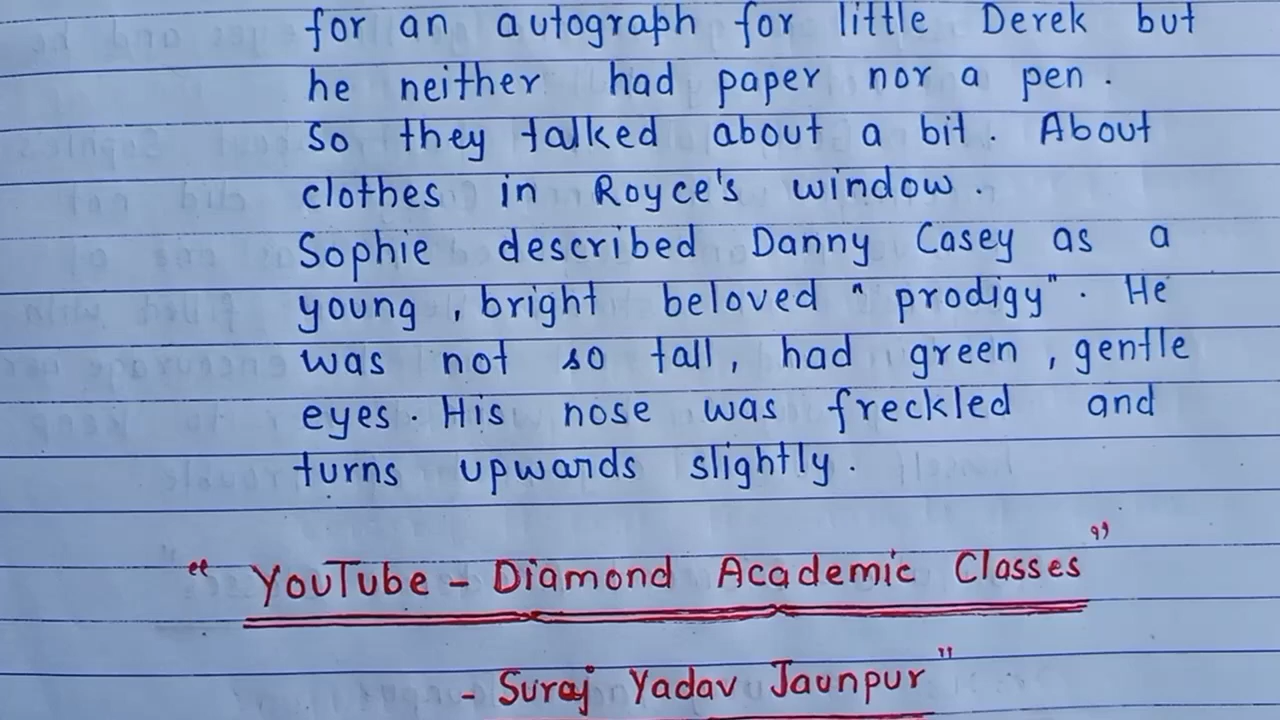 for an autograph for little Derek but
he neither had paper nor a pen.
So they talked about a bit. About
clothes in Royce's window.
Sophie described Danny Casey as a
young, bright beloved "prodigy". He
was not so tall, had green, gentle
eyes. His nose was freckled and
turns upwards slightly.
"YouTube - Diamond Academic Classes"
- Suraj Yadav Jaunpur"